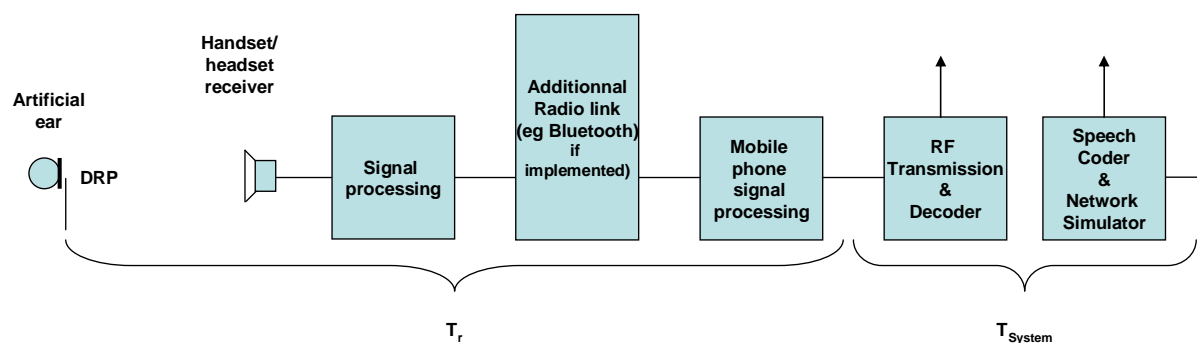 Artificial
ear
DRP
Handset/
headset
receiver
Signal
processing
Additionnal
Radio link
(eg Bluetooth)
if
implemented)
Mobile
phone
signal
processing
RF
Transmission
&
Decoder
Speech
Coder
&
Network
Simulator
Tr
TSystem